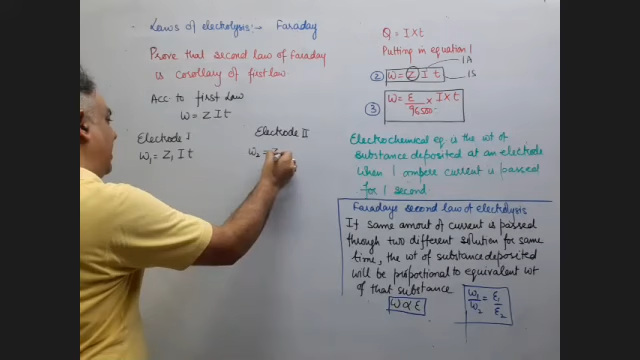 - Laws of electrolysis:- Faraday
Prove that second law of Faraday
is corollary of first law
Acc to First Law
W = Z I t
Electrode I
W₁ = Z₁ I t
Electrode II
W₂ = Z
Q = I x t
Putting in equation 1
② W = Z I t
1A
1S
③ W = E/96500 x I x t
Electrochemical eq is the wt of
substance deposited at an electrode
when 1 ampere current is passed
for 1 second
Faradays second law of electrolysis
If same amount of current is passed
through two different solution for same
time, the wt of substance deposited
will be proportional to equivalent wt
of that substance
W ∝ E
W₁/W₂ = E₁/E₂